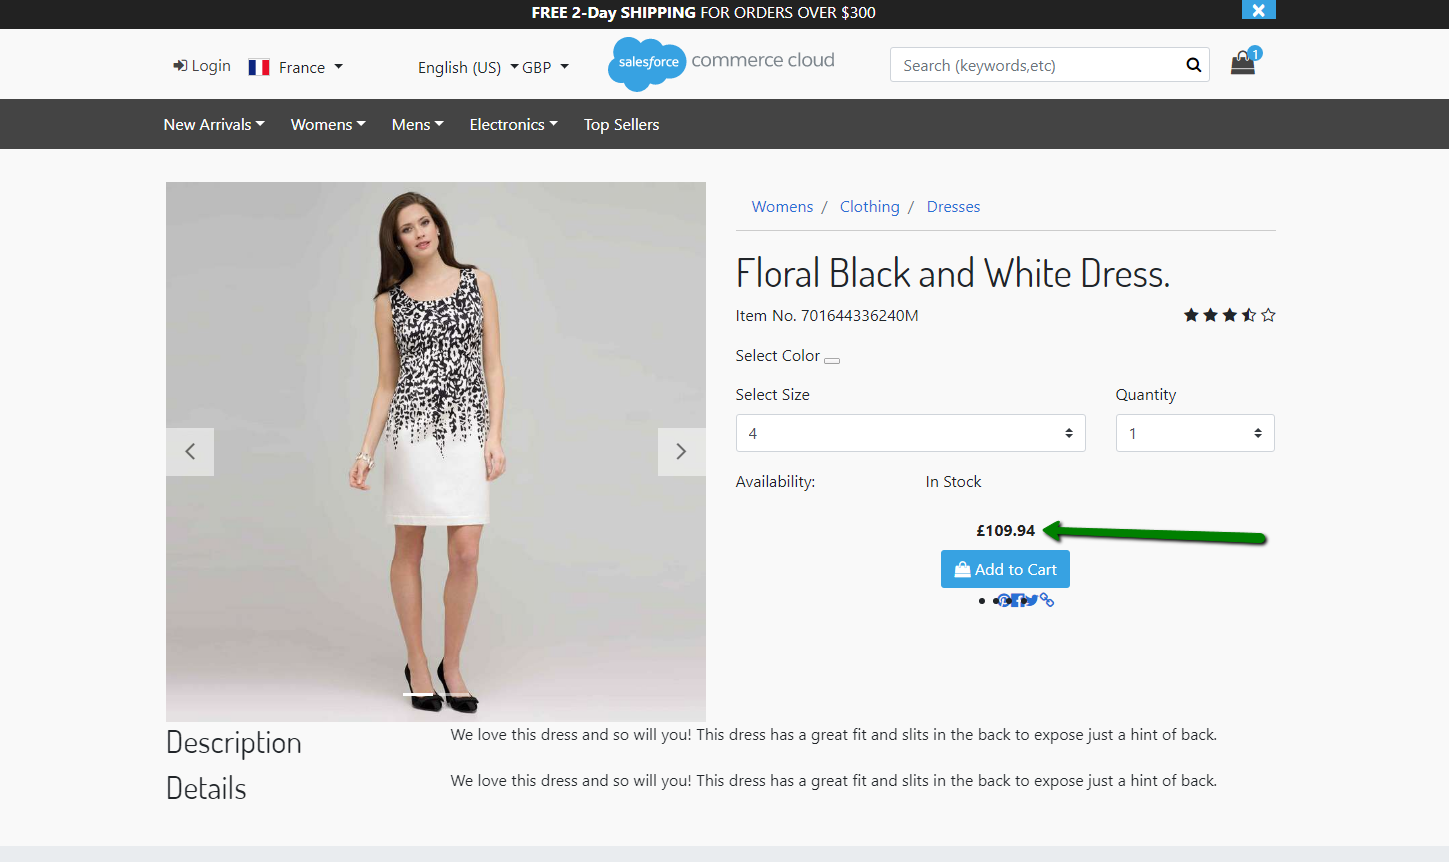 FREE 2-Day SHIPPING FOR ORDERS OVER $300
Login France English (US) GBP salesforce commerce cloud Search (keywords,etc) 1
New Arrivals Womens Mens Electronics Top Sellers
Womens / Clothing / Dresses
Floral Black and White Dress.
Item No. 701644336240M
Select Color
Select Size Quantity
4 1
Availability: In Stock
£109.94
Add to Cart
Description We love this dress and so will you! This dress has a great fit and slits in the back to expose just a hint of back.
Details We love this dress and so will you! This dress has a great fit and slits in the back to expose just a hint of back.